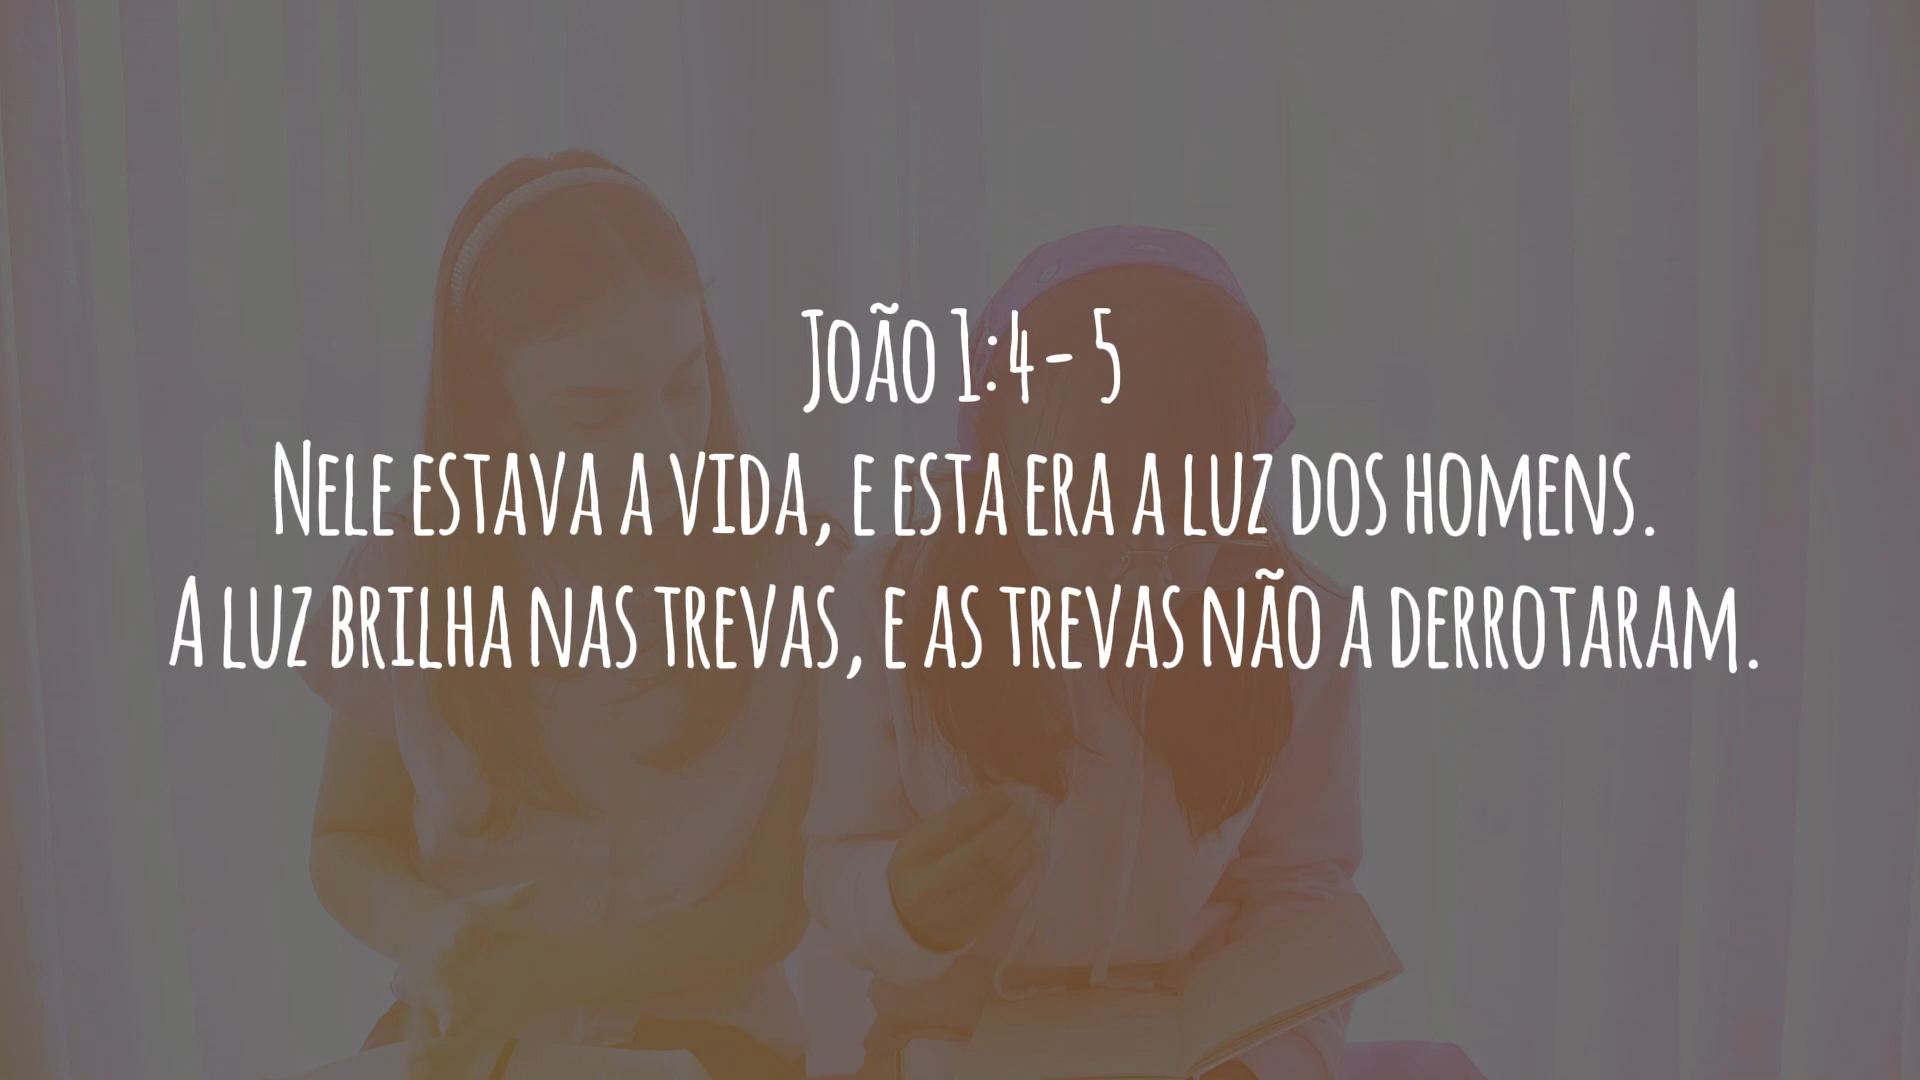 João 1:4- 5
Nele estava a vida, e esta era a luz dos homens.
A luz brilha nas trevas, e as trevas não a derrotaram.